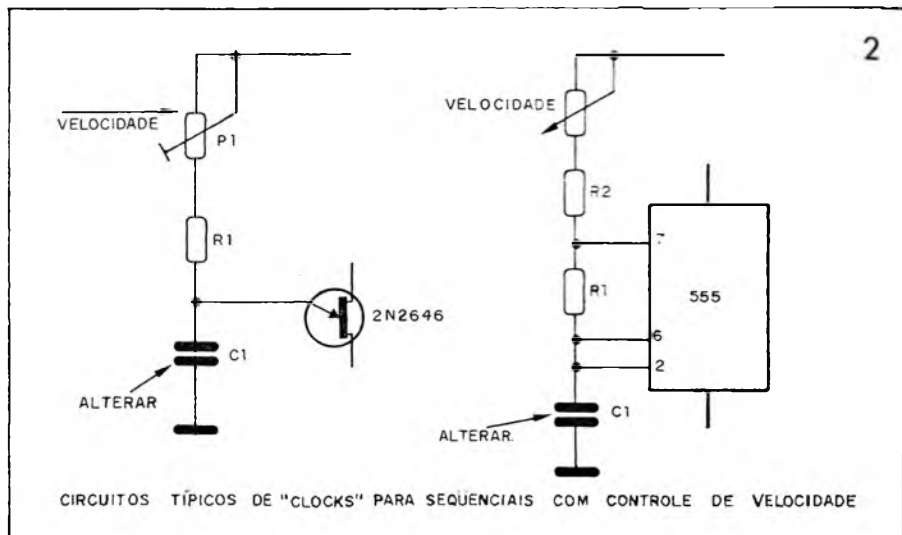 2
VELOCIDADE
P1
R1
2N2646
C1
ALTERAR
VELOCIDADE
R2
7
R1
555
6
2
C1
ALTERAR.
CIRCUITOS TÍPICOS DE "CLOCKS" PARA SEQÜENCIAIS COM CONTROLE DE VELOCIDADE